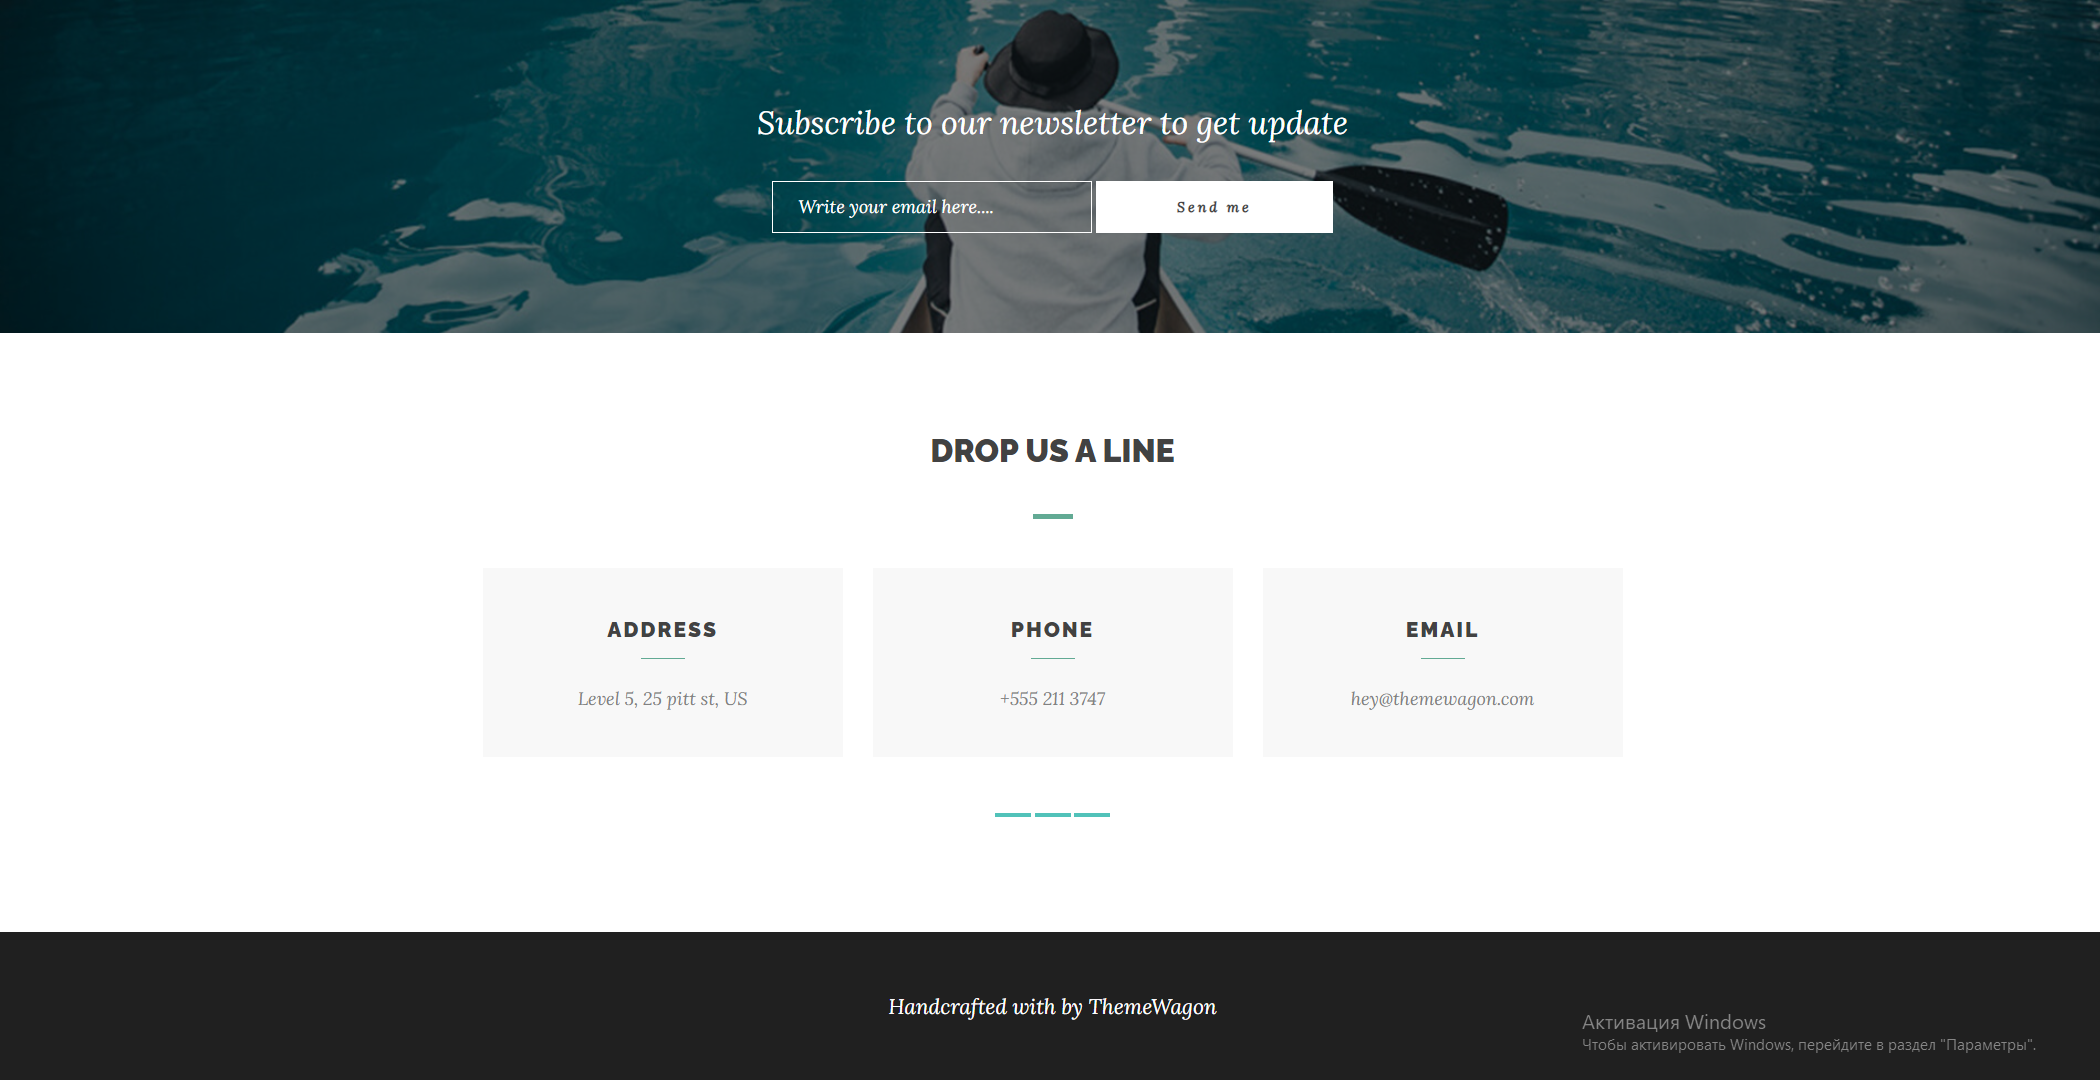 Subscribe to our newsletter to get update
Write your email here....
Send me
DROP US A LINE
ADDRESS
Level 5, 25 pitt st, US
PHONE
+555 211 3747
EMAIL
hey@themewagon.com
Handcrafted with by ThemeWagon
Активация Windows
Чтобы активировать Windows, перейдите в раздел "Параметры".